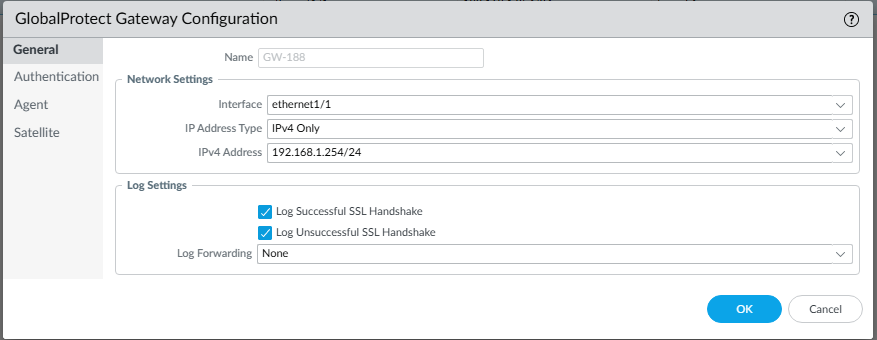 GlobalProtect Gateway Configuration
?
General
Authentication
Agent
Satellite
Name GW-188
Network Settings
Interface ethernet1/1
IP Address Type IPv4 Only
IPv4 Address 192.168.1.254/24
Log Settings
Log Successful SSL Handshake
Log Unsuccessful SSL Handshake
Log Forwarding None
OK Cancel